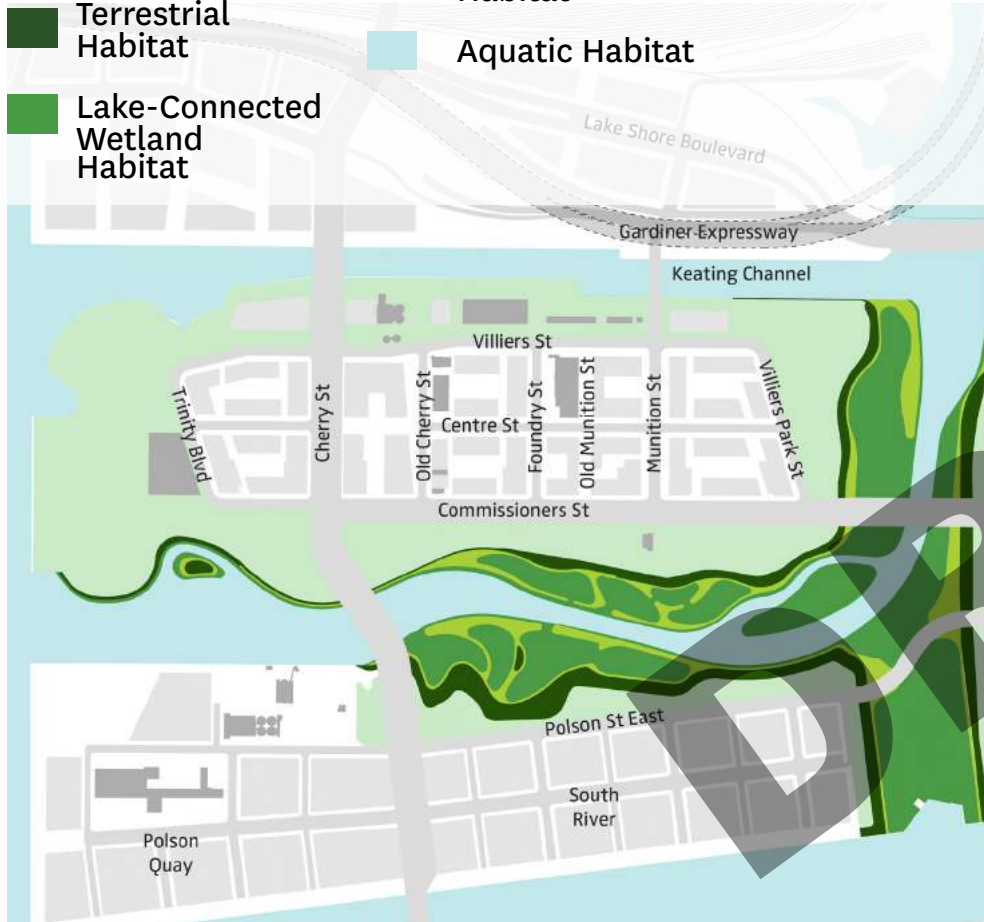 Terrestrial
Habitat
Habitat
Aquatic Habitat
Lake-Connected
Wetland
Habitat
Lake Shore Boulevard
Gardiner Expressway
Keating Channel
Villiers St
Trinity Blvd
Cherry St
Old Cherry St
Centre St
Foundry St
Old Munition St
Munition St
Villiers Park St
Commissioners St
Polson St East
South
River
Polson
Quay